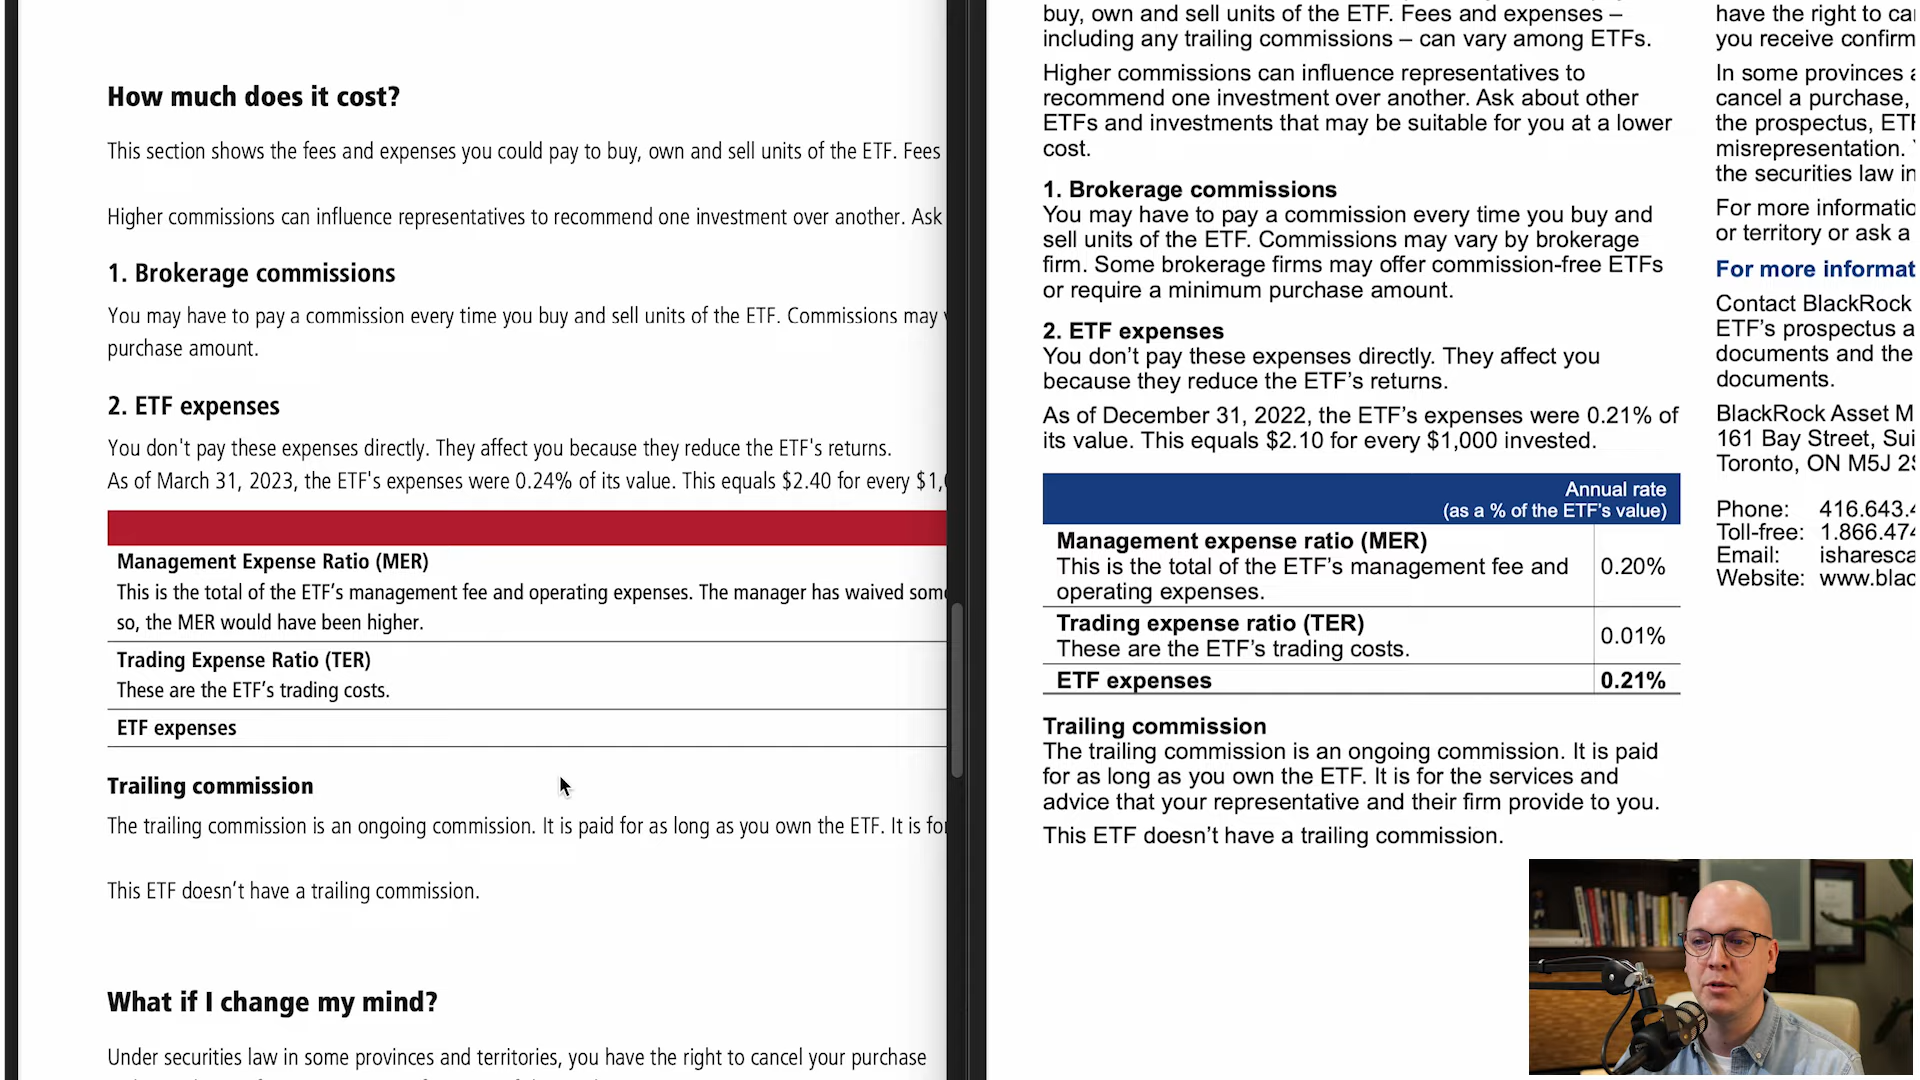 How much does it cost?
This section shows the fees and expenses you could pay to buy, own and sell units of the ETF. Fees
Higher commissions can influence representatives to recommend one investment over another. Ask
1. Brokerage commissions
You may have to pay a commission every time you buy and sell units of the ETF. Commissions may
purchase amount.
2. ETF expenses
You don't pay these expenses directly. They affect you because they reduce the ETF's returns.
As of March 31, 2023, the ETF's expenses were 0.24% of its value. This equals $2.40 for every $1,
Management Expense Ratio (MER)
This is the total of the ETF's management fee and operating expenses. The manager has waived some
so, the MER would have been higher.
Trading Expense Ratio (TER)
These are the ETF's trading costs.
ETF expenses
Trailing commission
The trailing commission is an ongoing commission. It is paid for as long as you own the ETF. It is for
This ETF doesn't have a trailing commission.
What if I change my mind?
Under securities law in some provinces and territories, you have the right to cancel your purchase
buy, own and sell units of the ETF. Fees and expenses –
including any trailing commissions – can vary among ETFs.
Higher commissions can influence representatives to
recommend one investment over another. Ask about other
ETFs and investments that may be suitable for you at a lower
cost.
1. Brokerage commissions
You may have to pay a commission every time you buy and
sell units of the ETF. Commissions may vary by brokerage
firm. Some brokerage firms may offer commission-free ETFs
or require a minimum purchase amount.
2. ETF expenses
You don't pay these expenses directly. They affect you
because they reduce the ETF's returns.
As of December 31, 2022, the ETF's expenses were 0.21% of
its value. This equals $2.10 for every $1,000 invested.
Annual rate
(as a % of the ETF's value)
Management expense ratio (MER)
This is the total of the ETF's management fee and
operating expenses.
0.20%
Trading expense ratio (TER)
These are the ETF's trading costs.
0.01%
ETF expenses 0.21%
Trailing commission
The trailing commission is an ongoing commission. It is paid
for as long as you own the ETF. It is for the services and
advice that your representative and their firm provide to you.
This ETF doesn't have a trailing commission.
have the right to ca
you receive confirm
In some provinces a
cancel a purchase,
the prospectus, ETF
misrepresentation.
the securities law in
For more informatio
or territory or ask a
For more informat
Contact BlackRock
ETF's prospectus a
documents and the
documents.
BlackRock Asset M
161 Bay Street, Sui
Toronto, ON M5J 2S
Phone: 416.643.4
Toll-free: 1.866.474
Email: isharesca
Website: www.blac